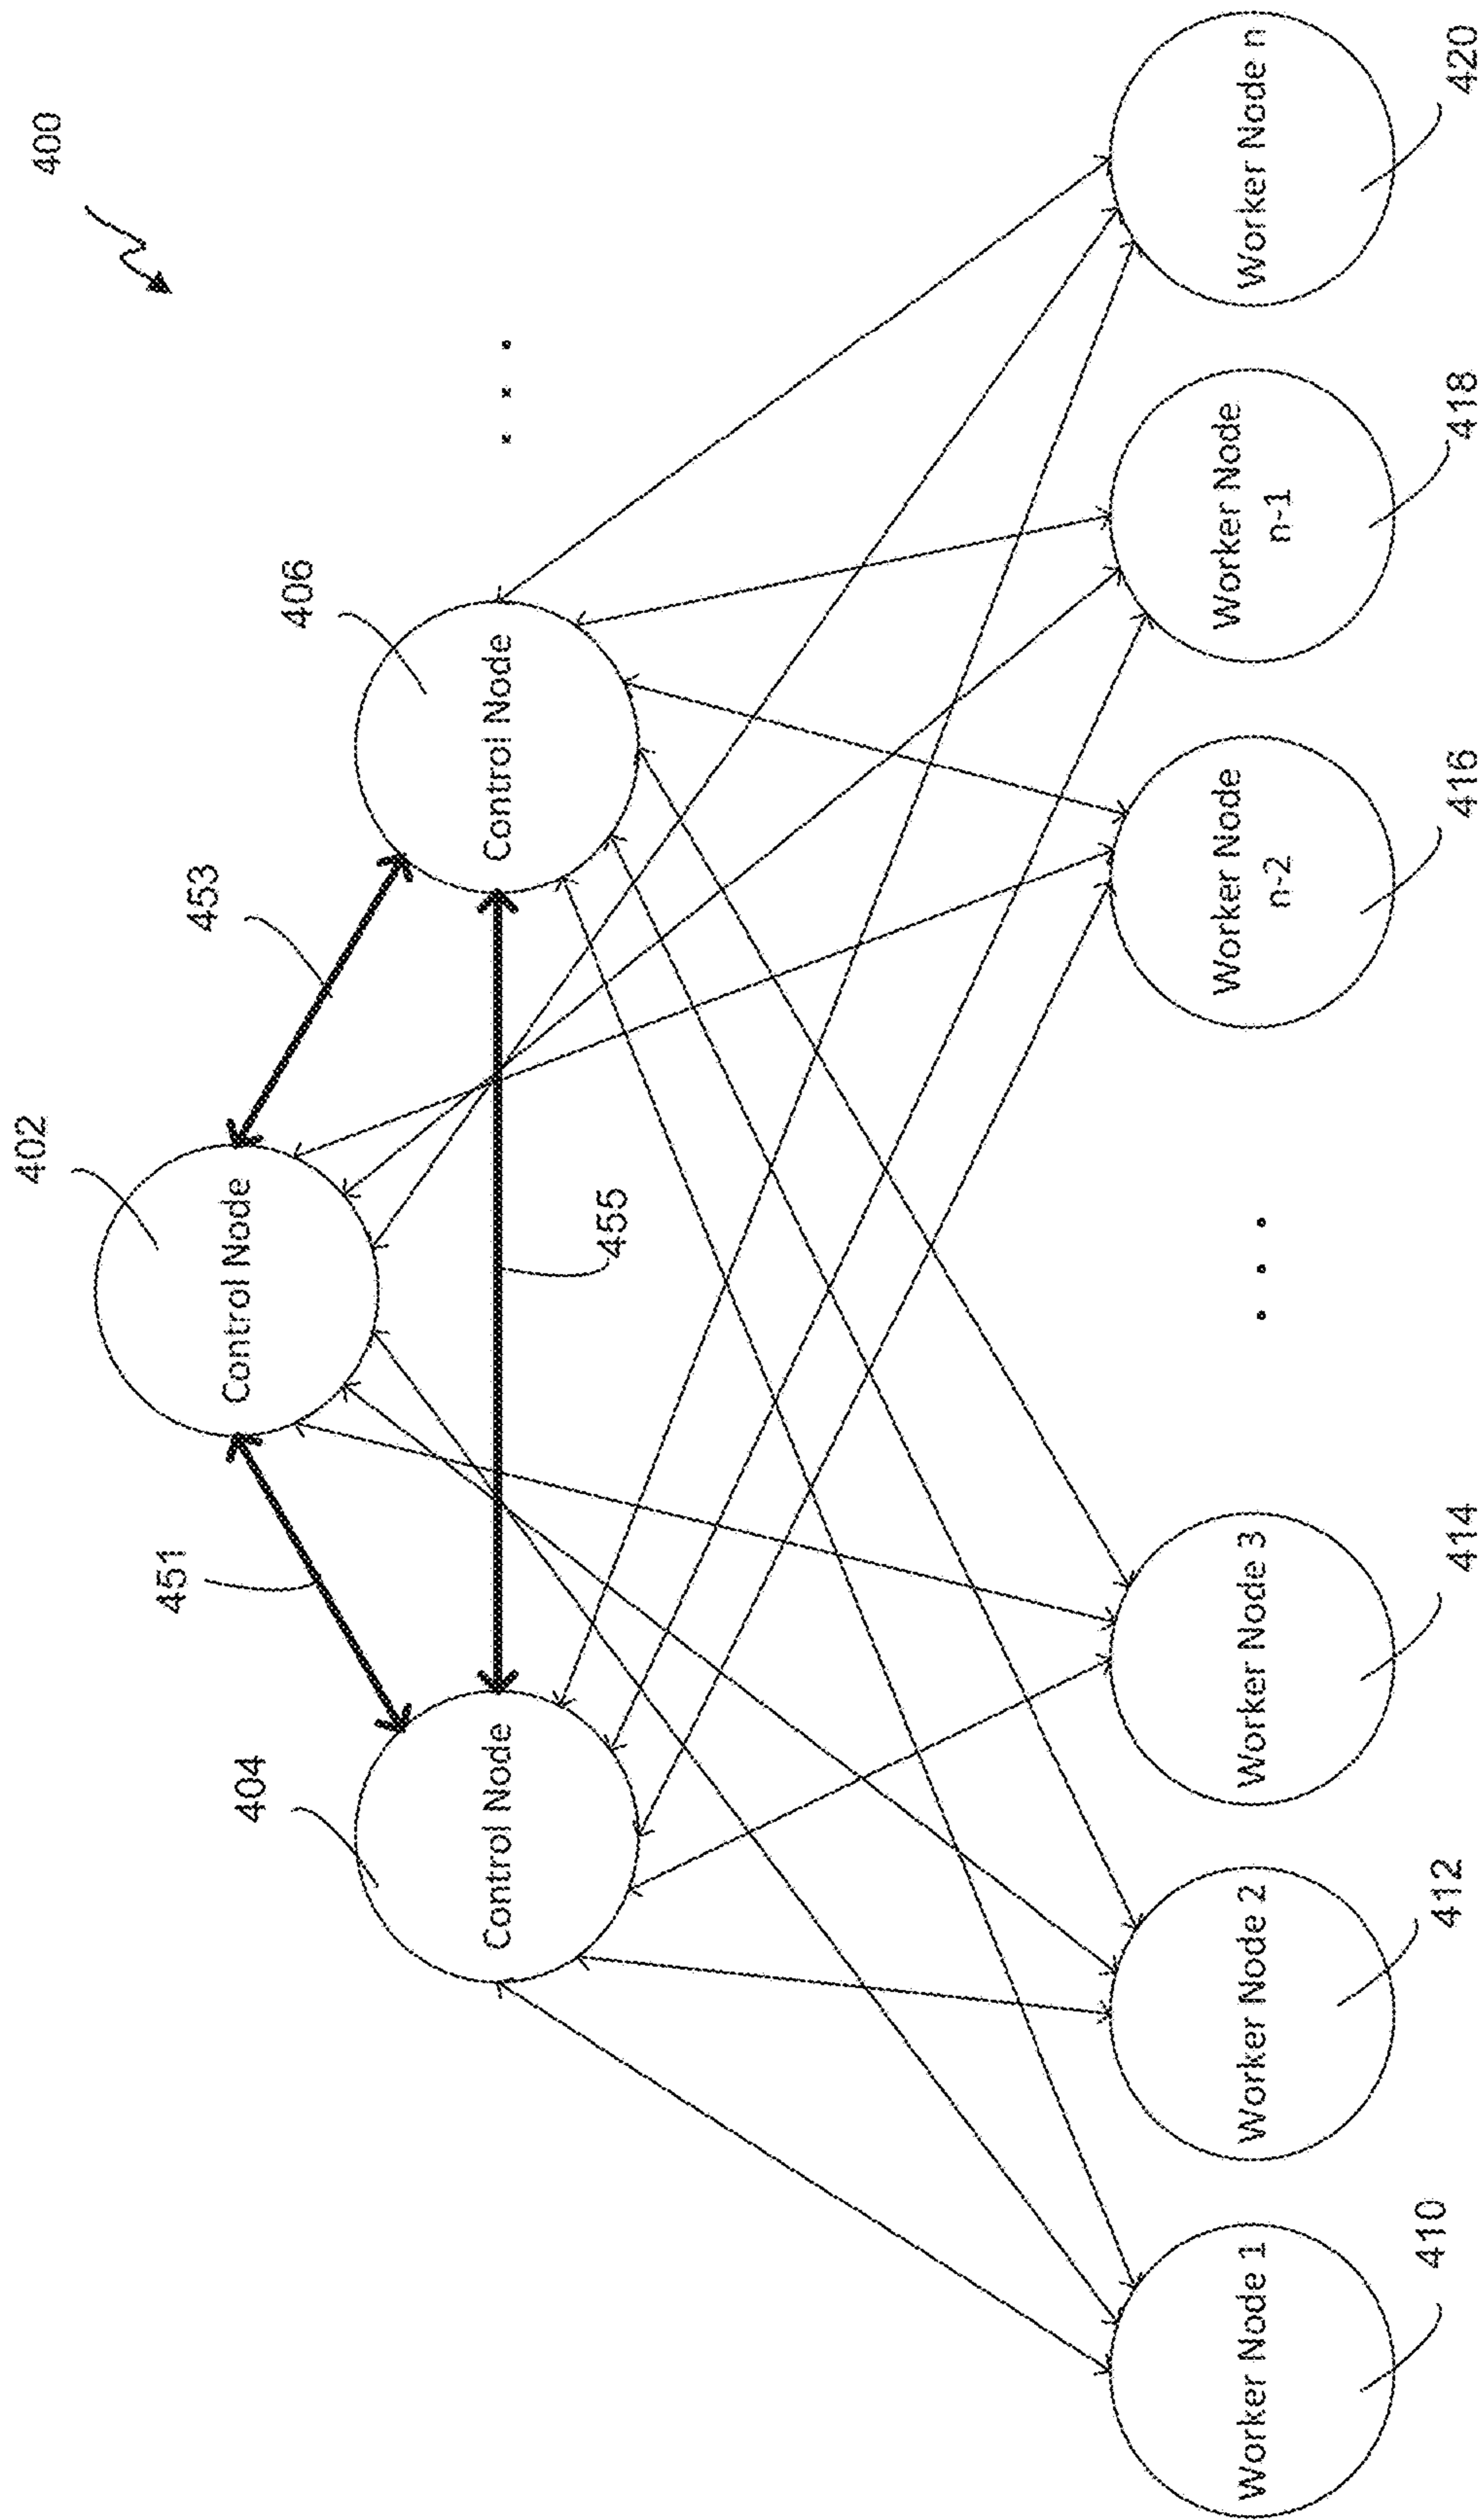 400
402
451
453
404
406
Control Node
Control Node
Control Node
455
. . .
Worker Node 1
Worker Node 2
Worker Node 3
. . .
Worker Node
n-2
Worker Node
n-1
Worker Node n
410
412
414
416
418
420